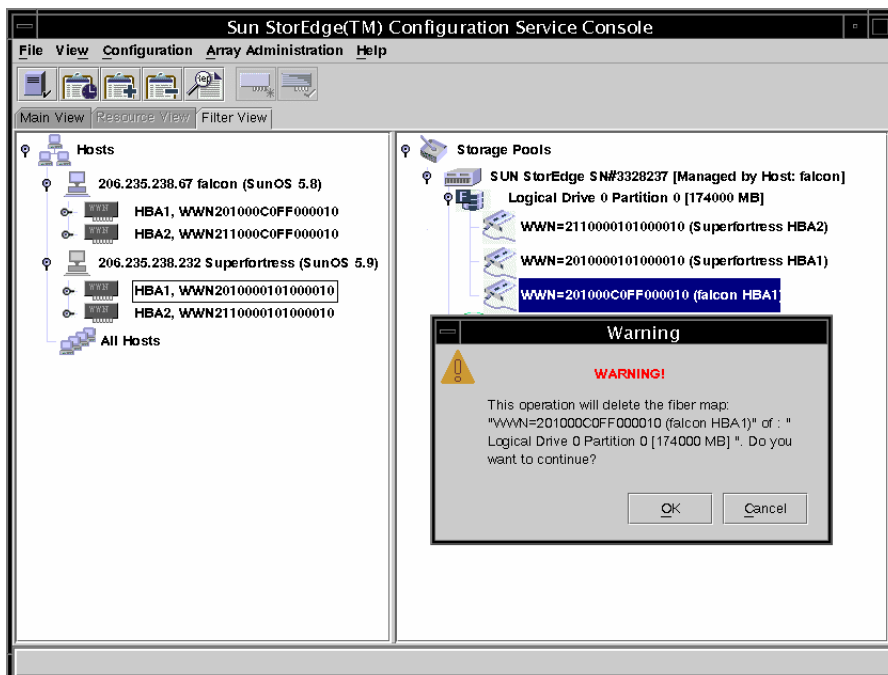 Sun StorEdge(TM) Configuration Service Console
File View Configuration Array Administration Help
Main View Resource View Filter View
Hosts
206.235.238.67 falcon (SunOS 5.8)
HBA1, WWN201000C0FF000010
HBA2, WWN211000C0FF000010
206.235.238.232 Superfortress (SunOS 5.9)
HBA1, WWN2010000101000010
HBA2, WWN2110000101000010
All Hosts
Storage Pools
SUN StorEdge SN#3328237 [Managed by Host: falcon]
Logical Drive 0 Partition 0 [174000 MB]
WWN=2110000101000010 (Superfortress HBA2)
WWN=2010000101000010 (Superfortress HBA1)
WWN=201000C0FF000010 (falcon HBA1)
Warning
WARNING!
This operation will delete the fiber map:
"WWN=201000C0FF000010 (falcon HBA1)" of : "
Logical Drive 0 Partition 0 [174000 MB] ". Do you
want to continue?
OK Cancel